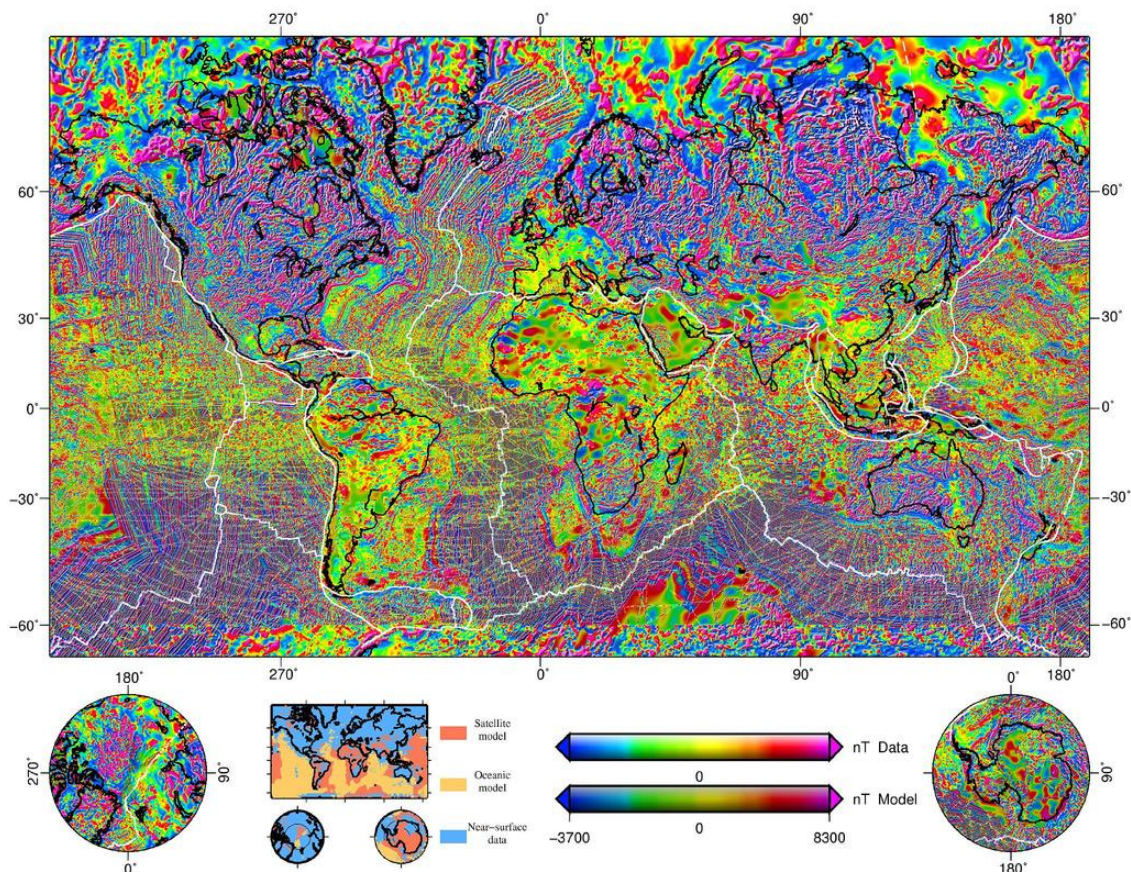 270° 0° 90° 180°
60° 60°
30° 30°
0° 0°
−30° −30°
−60° −60°
270° 0° 90° 180°
180° 0°
Satellite
model
nT Data
0
270° 90° 90°
Oceanic
model
nT Model
−3700 0 8300
Near−surface
data
0° 180°